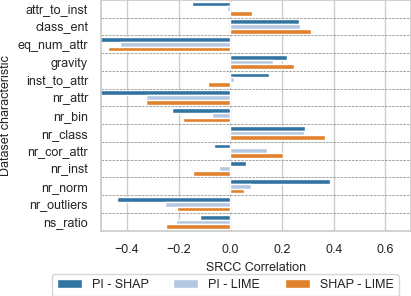 attr_to_inst
class_ent
eq_num_attr
gravity
inst_to_attr
nr_attr
nr_bin
nr_class
nr_cor_attr
nr_inst
nr_norm
nr_outliers
ns_ratio
Dataset characteristic
−0.4 −0.2 0.0 0.2 0.4 0.6
SRCC Correlation
PI - SHAP PI - LIME SHAP - LIME